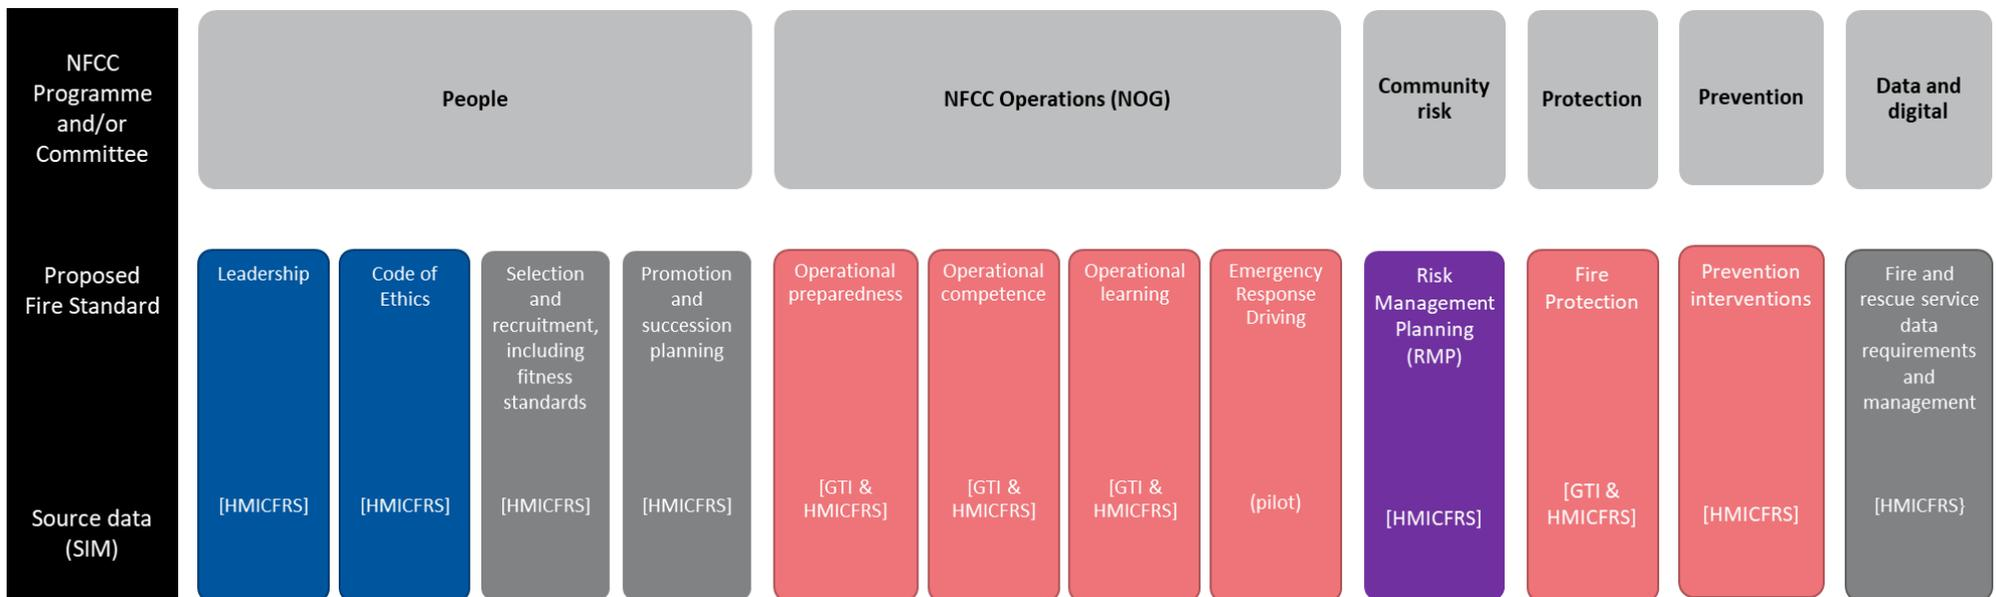 NFCC
Programme
and/or
Committee
People
NFCC Operations (NOG)
Community
risk
Protection
Prevention
Data and
digital
Proposed
Fire Standard
Leadership
Code of
Ethics
Selection
and
recruitment,
including
fitness
standards
Promotion
and
succession
planning
Operational
preparedness
Operational
competence
Operational
learning
Emergency
Response
Driving
Risk
Management
Planning
(RMP)
Fire
Protection
Prevention
interventions
Fire and
rescue service
data
requirements
and
management
Source data
(SIM)
[HMICFRS]
[HMICFRS]
[HMICFRS]
[HMICFRS]
[GTI &
HMICFRS]
[GTI &
HMICFRS]
[GTI &
HMICFRS]
(pilot)
[HMICFRS]
[GTI &
HMICFRS]
[HMICFRS]
[HMICFRS}